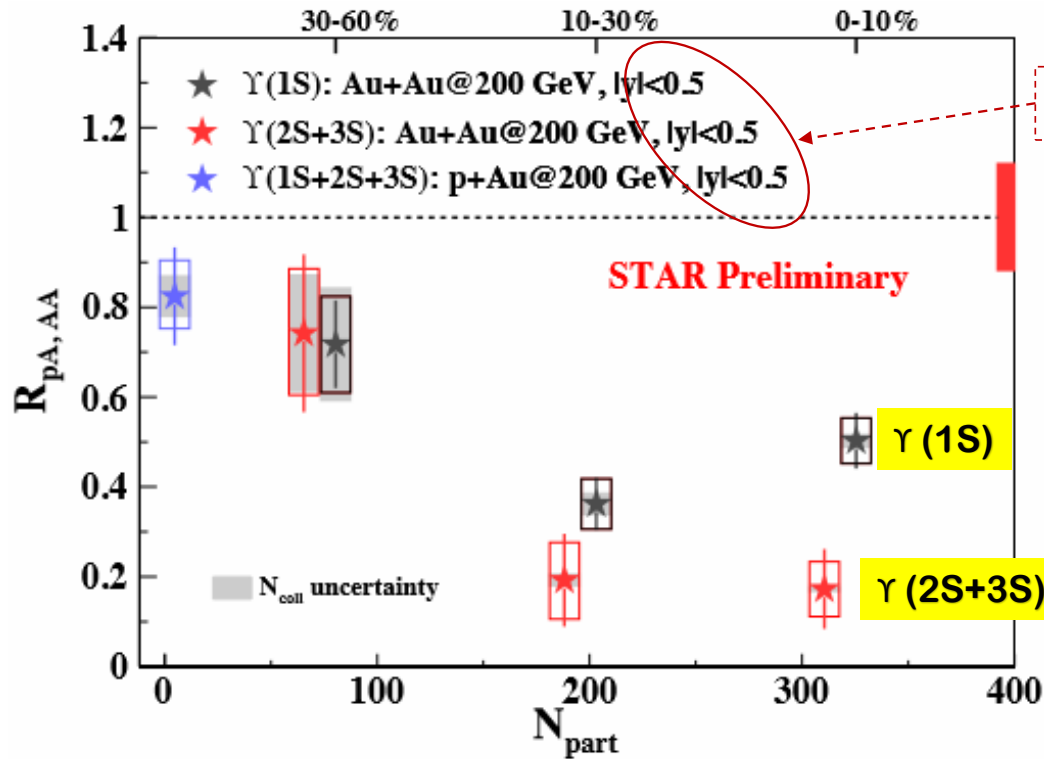 30-60% 10-30% 0-10%
1.4
ϒ(1S): Au+Au@200 GeV, |y|<0.5
1.2
ϒ(2S+3S): Au+Au@200 GeV, |y|<0.5
ϒ(1S+2S+3S): p+Au@200 GeV, |y|<0.5
1
STAR Preliminary
0.8
R_pA, AA
0.6
ϒ (1S)
0.4
0.2
N_coll uncertainty
ϒ (2S+3S)
0
0 100 200 300 400
N_part